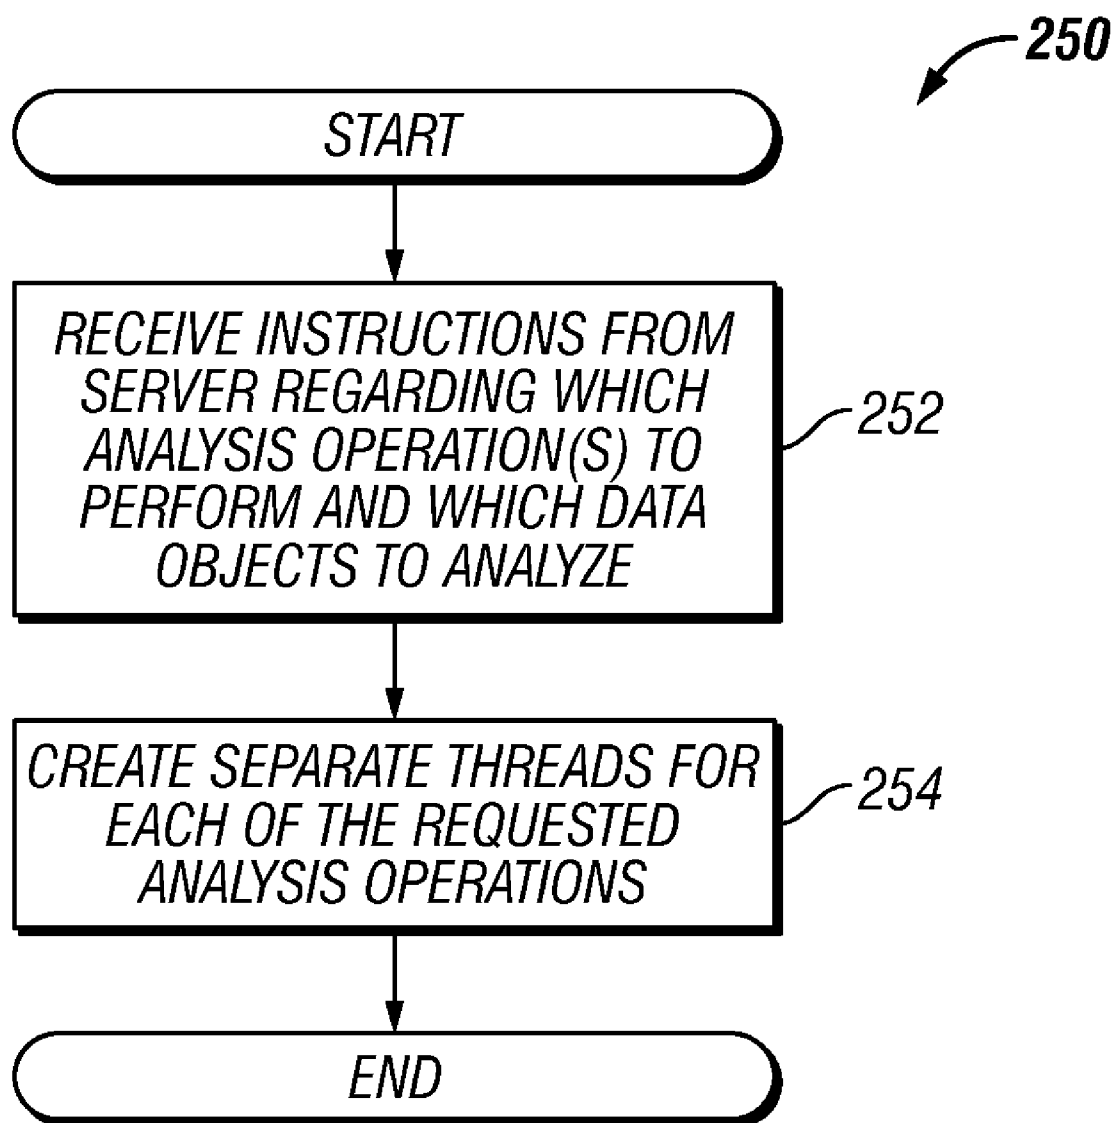 250
START
RECEIVE INSTRUCTIONS FROM
SERVER REGARDING WHICH
ANALYSIS OPERATION(S) TO
PERFORM AND WHICH DATA
OBJECTS TO ANALYZE
252
CREATE SEPARATE THREADS FOR
EACH OF THE REQUESTED
ANALYSIS OPERATIONS
254
END